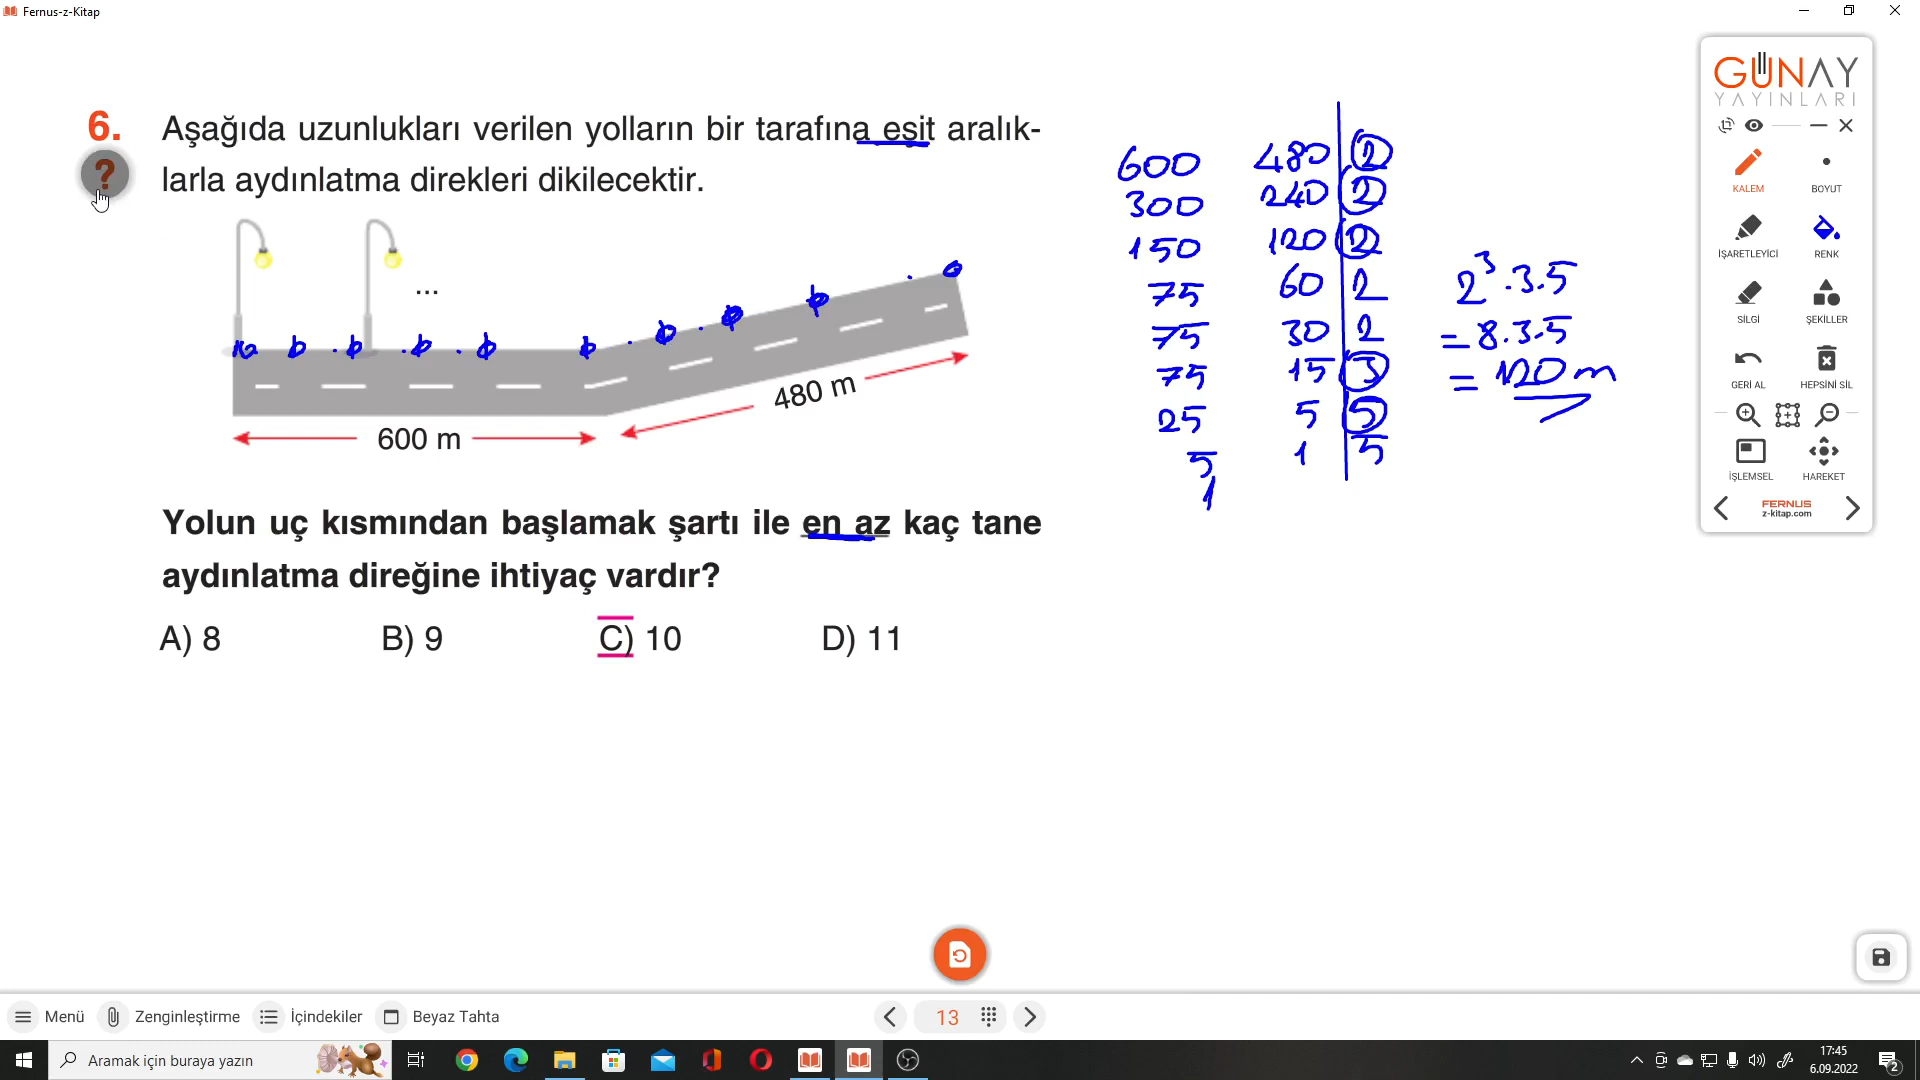 Fernus-z-Kitap
6. Aşağıda uzunlukları verilen yolların bir tarafına eşit aralık-
larla aydınlatma direkleri dikilecektir.
?
...
600 m
480 m
Yolun uç kısmından başlamak şartı ile en az kaç tane
aydınlatma direğine ihtiyaç vardır?
A) 8 B) 9 C) 10 D) 11
600 480 2
300 240 2
150 120 2
75 60 2
75 30 2
75 15 3
25 5 5
5 1 5
1
2³.3.5
= 8.3.5
= 120 m
GÜNAY
YAYINLARI
KALEM BOYUT
İŞARETLEYİCİ RENK
SİLGİ ŞEKİLLER
GERİ AL HEPSİNİ SİL
İŞLEMSEL HAREKET
FERNUS
z-kitap.com
Menü Zenginleştirme İçindekiler Beyaz Tahta 13
Aramak için buraya yazın
17:45
6.09.2022
2